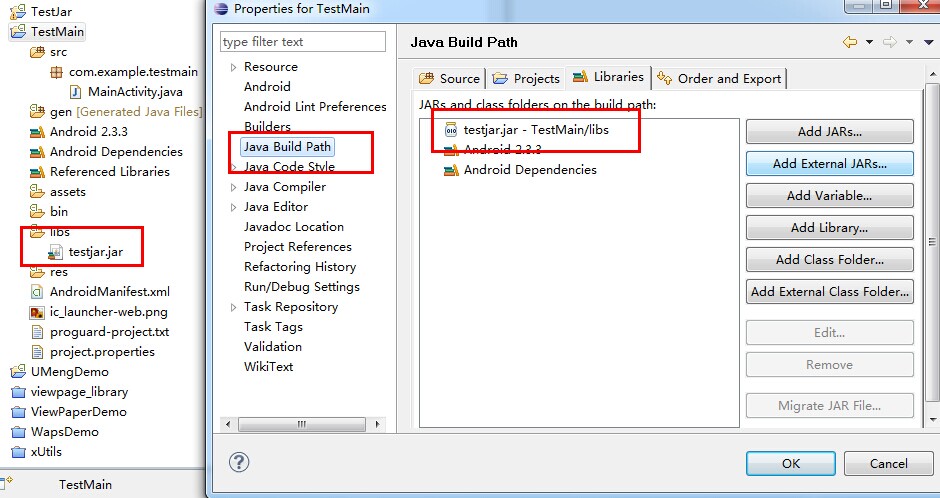 TestJar
TestMain
src
com.example.testmain
MainActivity.java
gen [Generated Java Files]
Android 2.3.3
Android Dependencies
Referenced Libraries
assets
bin
libs
testjar.jar
res
AndroidManifest.xml
ic_launcher-web.png
proguard-project.txt
project.properties
UMengDemo
viewpage_library
ViewPaperDemo
WapsDemo
xUtils
TestMain
Properties for TestMain
type filter text
Resource
Android
Android Lint Preferences
Builders
Java Build Path
Java Code Style
Java Compiler
Java Editor
Javadoc Location
Project References
Refactoring History
Run/Debug Settings
Task Repository
Task Tags
Validation
WikiText
Java Build Path
Source
Projects
Libraries
Order and Export
JARs and class folders on the build path:
testjar.jar - TestMain/libs
Android 2.3.3
Android Dependencies
Add JARs...
Add External JARs...
Add Variable...
Add Library...
Add Class Folder...
Add External Class Folder...
Edit...
Remove
Migrate JAR File...
OK
Cancel